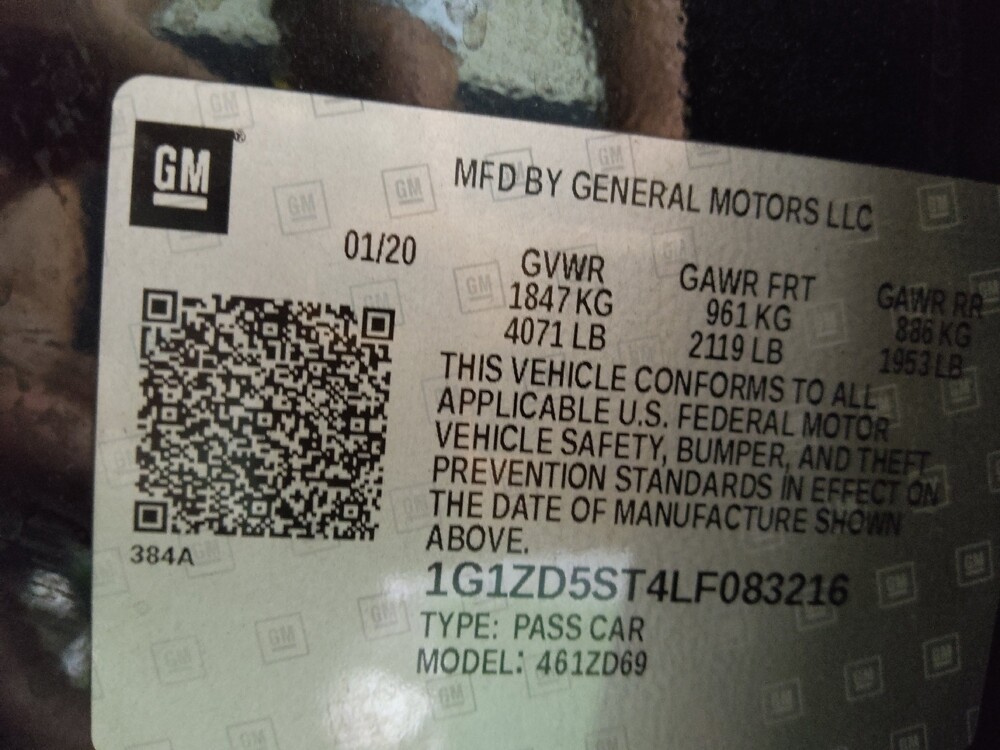 GM
MFD BY GENERAL MOTORS LLC
01/20
GVWR GAWR FRT GAWR RR
1847 KG 961 KG 886 KG
4071 LB 2119 LB 1953 LB
THIS VEHICLE CONFORMS TO ALL
APPLICABLE U.S. FEDERAL MOTOR
VEHICLE SAFETY, BUMPER, AND THEFT
PREVENTION STANDARDS IN EFFECT ON
THE DATE OF MANUFACTURE SHOWN
ABOVE.
384A
1G1ZD5ST4LF083216
TYPE: PASS CAR
MODEL: 461ZD69